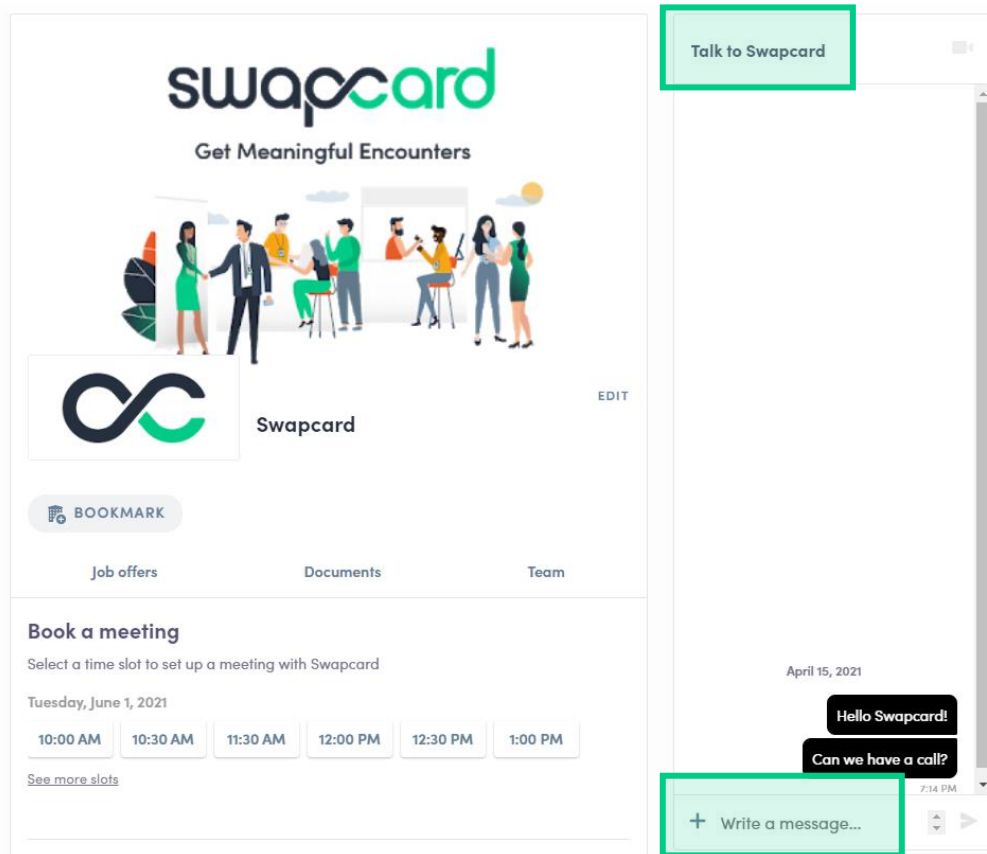 swapcard
Get Meaningful Encounters
EDIT
Swapcard
BOOKMARK
Job offers Documents Team
Book a meeting
Select a time slot to set up a meeting with Swapcard
Tuesday, June 1, 2021
10:00 AM 10:30 AM 11:30 AM 12:00 PM 12:30 PM 1:00 PM
See more slots
Talk to Swapcard
April 15, 2021
Hello Swapcard!
Can we have a call?
7:14 PM
+ Write a message...